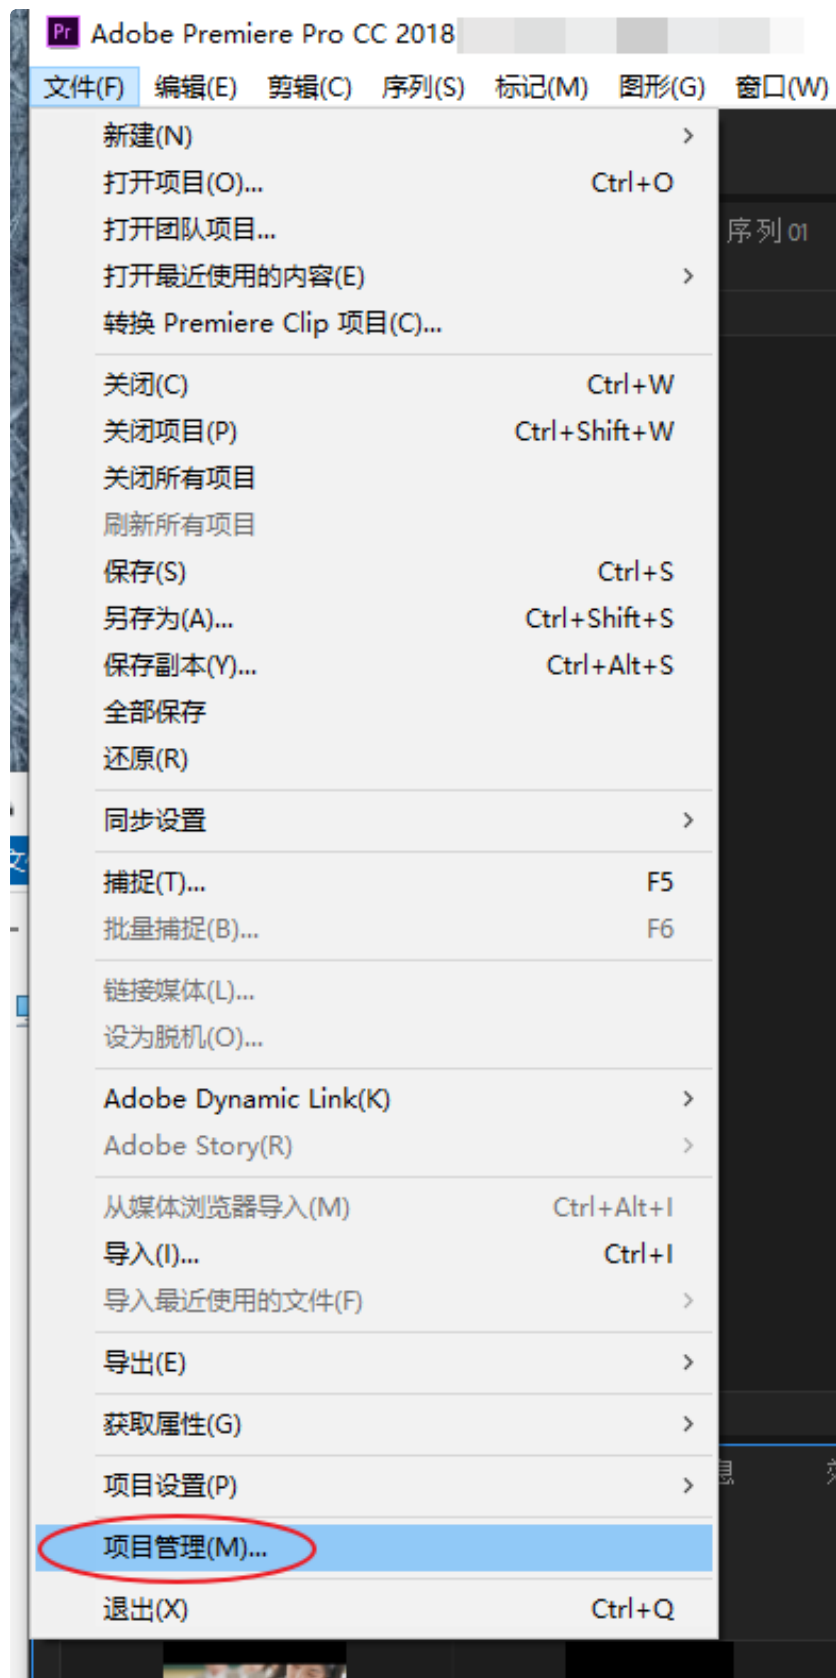 Pr Adobe Premiere Pro CC 2018
文件(F) 编辑(E) 剪辑(C) 序列(S) 标记(M) 图形(G) 窗口(W)
新建(N) >
打开项目(O)... Ctrl+O
打开团队项目...
序列 01
打开最近使用的内容(E) >
转换 Premiere Clip 项目(C)...
关闭(C) Ctrl+W
关闭项目(P) Ctrl+Shift+W
关闭所有项目
刷新所有项目
保存(S) Ctrl+S
另存为(A)... Ctrl+Shift+S
保存副本(Y)... Ctrl+Alt+S
全部保存
还原(R)
同步设置 >
捕捉(T)... F5
批量捕捉(B)... F6
链接媒体(L)...
设为脱机(O)...
Adobe Dynamic Link(K) >
Adobe Story(R) >
从媒体浏览器导入(M) Ctrl+Alt+I
导入(I)... Ctrl+I
导入最近使用的文件(F) >
导出(E) >
获取属性(G) >
项目设置(P) >
息
项目管理(M)...
退出(X) Ctrl+Q